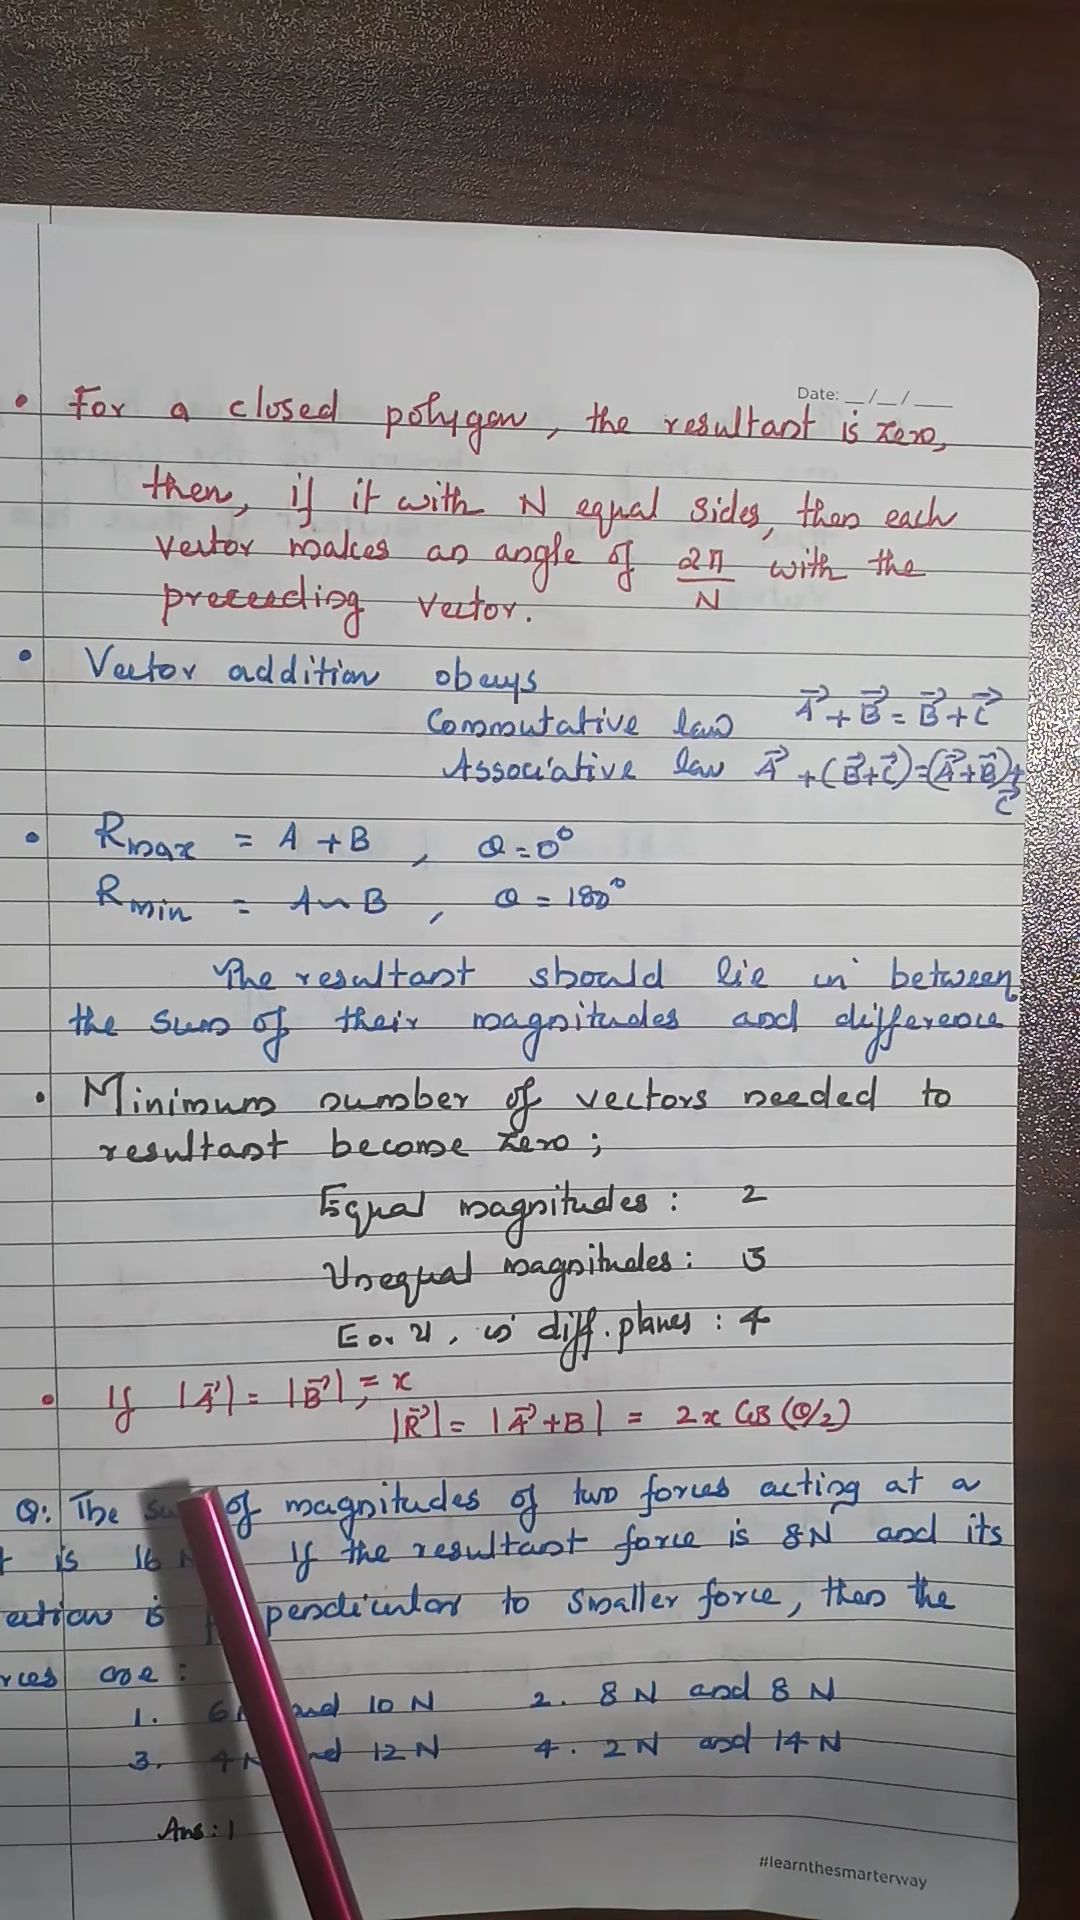 Date: __/__/____
• For a closed polygon, the resultant is zero,
then, if it with N equal sides, then each
vector makes an angle of 2π/N with the
preceeding vector.
• Vector addition obeys
Commutative law A⃗ + B⃗ = B⃗ + C⃗
Associative law A⃗ + (B⃗+C⃗) = (A⃗+B⃗)+
C⃗
• Rmax = A + B , θ = 0°
Rmin = A ~ B , θ = 180°
The resultant should lie in between
the sum of their magnitudes and difference
• Minimum number of vectors needed to
resultant become zero ;
Equal magnitudes : 2
Unequal magnitudes : 3
E or U, in diff. planes : 4
• If |A⃗| = |B⃗| = x
|R⃗| = |A⃗+B| = 2x Cos (θ/2)
Q: The of magnitudes of two forces acting at a
is 16 If the resultant force is 8N and its
is to smaller force, then the
are :
1. and 10 N 2. 8 N and 8 N
3. 12 N 4. 2 N and 14 N
Ans : 1
#learnthesmarterway